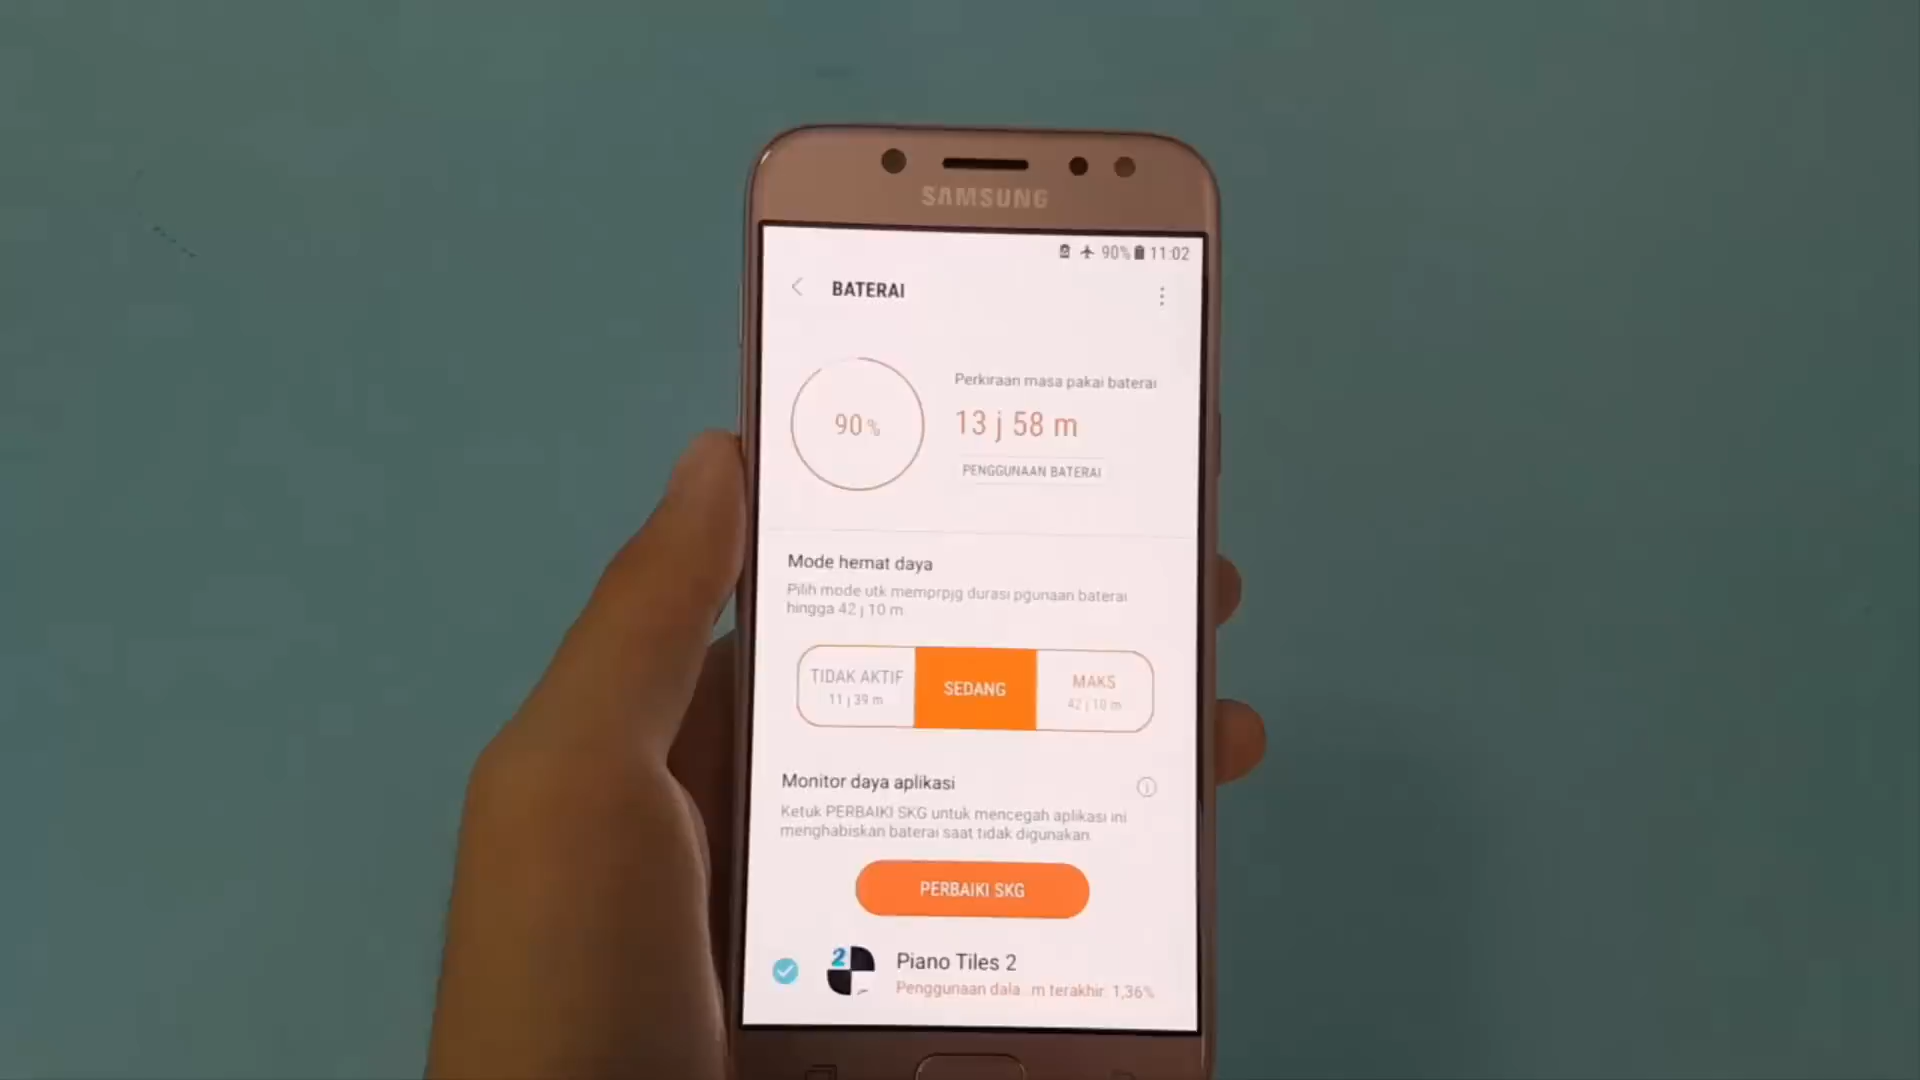 SAMSUNG
90% 11:02
BATERAI
90%
Perkiraan masa pakai baterai
13 j 58 m
PENGGUNAAN BATERAI
Mode hemat daya
Pilih mode utk memprpjg durasi pgunaan baterai
hingga 42 j 10 m
TIDAK AKTIF
11 j 39 m
SEDANG
MAKS
42 j 10 m
Monitor daya aplikasi
Ketuk PERBAIKI SKG untuk mencegah aplikasi ini
menghabiskan baterai saat tidak digunakan.
PERBAIKI SKG
2
Piano Tiles 2
Penggunaan dala...m terakhir: 1,36%